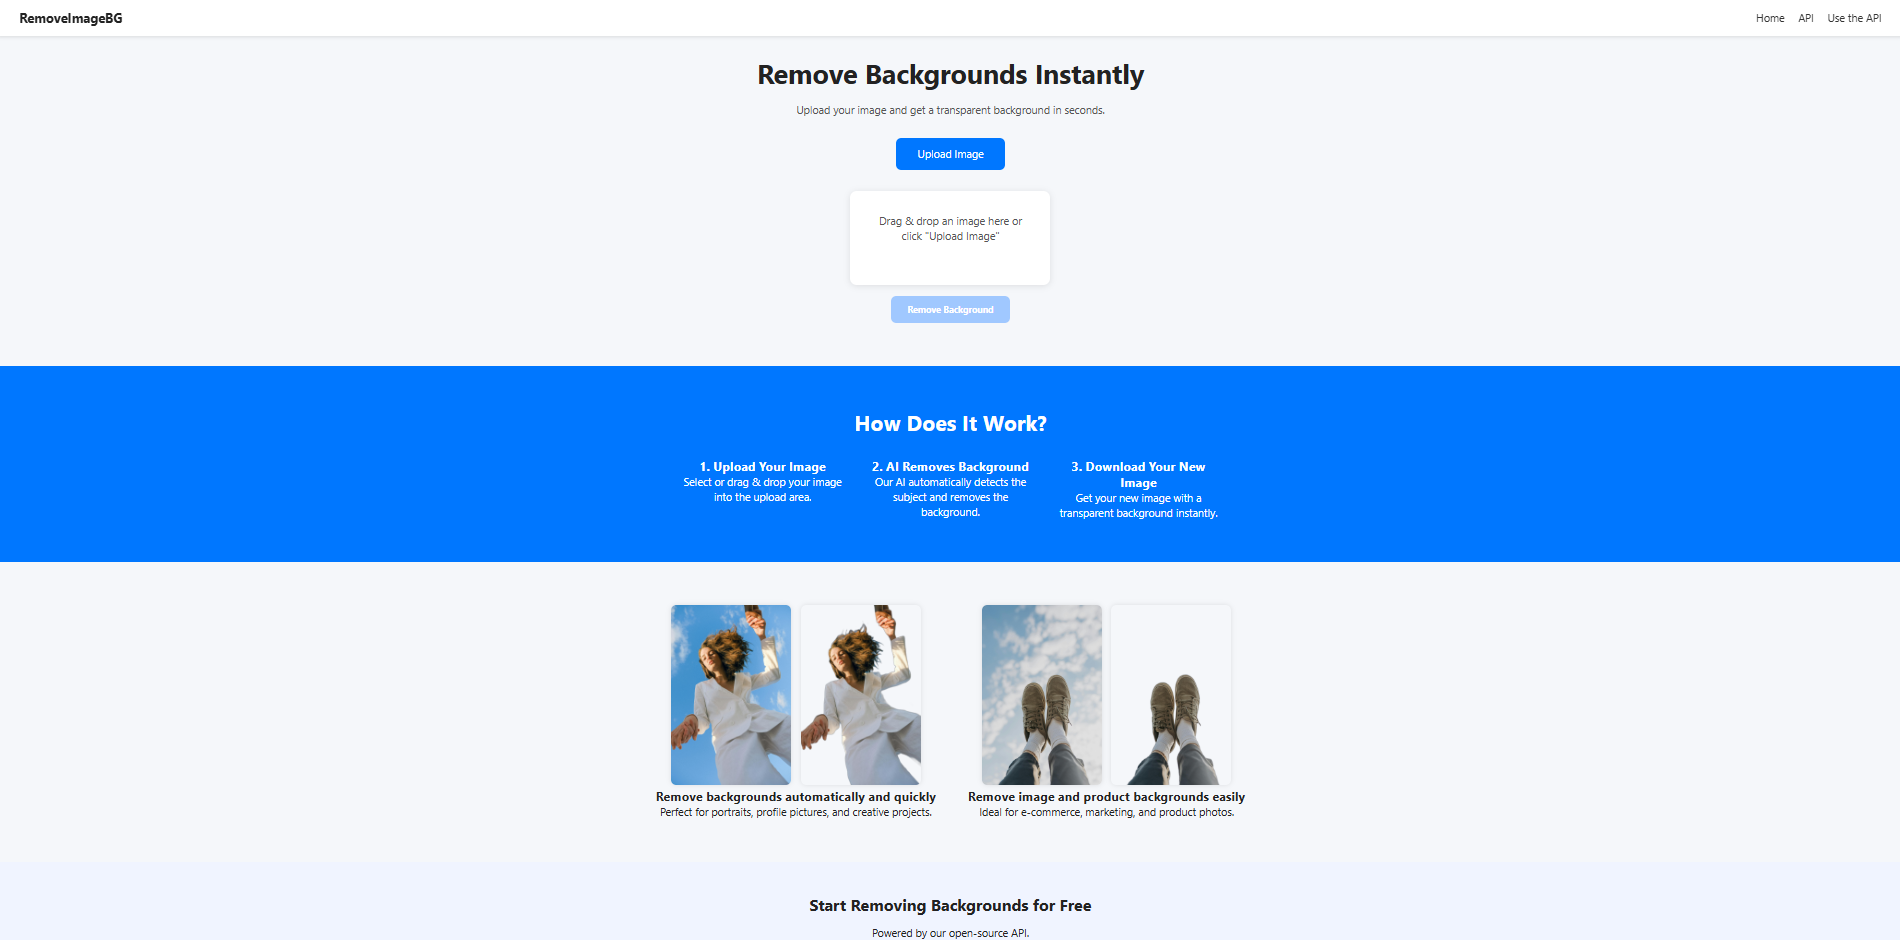 RemoveImageBG
Home API Use the API
Remove Backgrounds Instantly
Upload your image and get a transparent background in seconds.
Upload Image
Drag & drop an image here or
click "Upload Image"
Remove Background
How Does It Work?
1. Upload Your Image
Select or drag & drop your image
into the upload area.
2. AI Removes Background
Our AI automatically detects the
subject and removes the
background.
3. Download Your New
Image
Get your new image with a
transparent background instantly.
Remove backgrounds automatically and quickly
Perfect for portraits, profile pictures, and creative projects.
Remove image and product backgrounds easily
Ideal for e-commerce, marketing, and product photos.
Start Removing Backgrounds for Free
Powered by our open-source API.